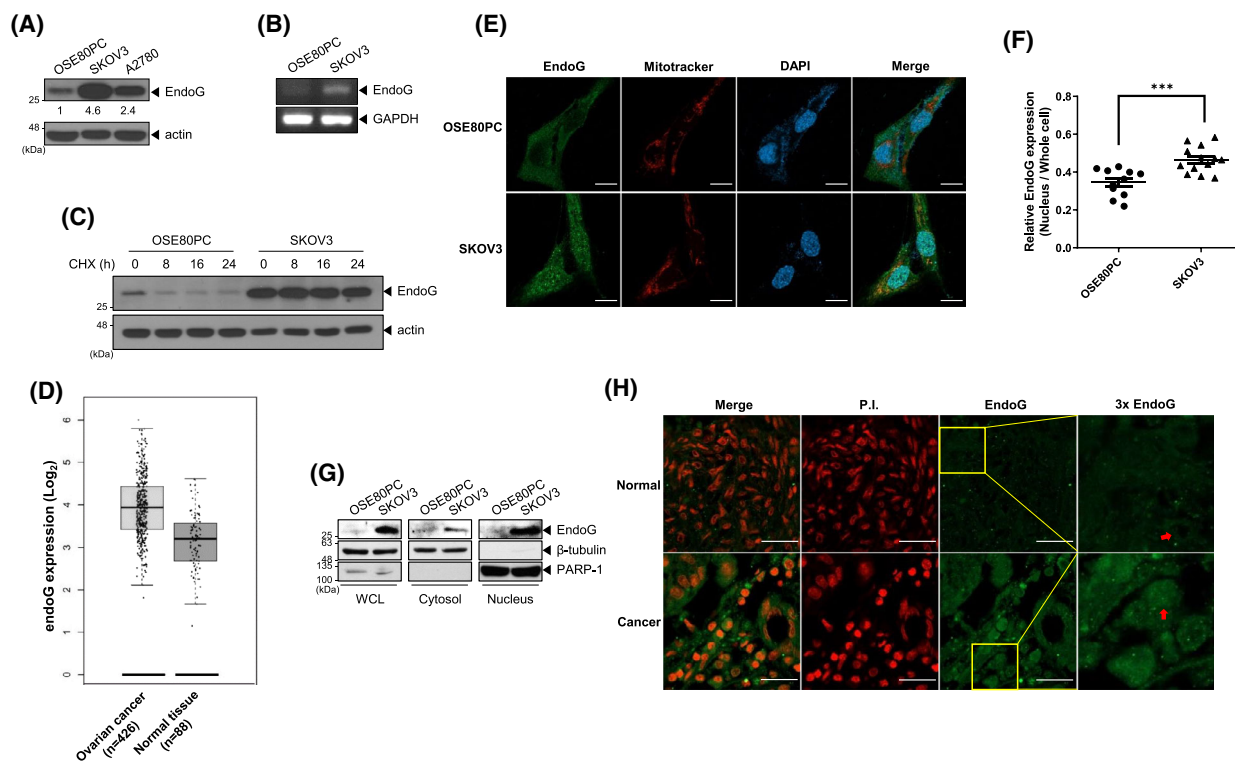 (A)
OSE80PC SKOV3 A2780
EndoG
25
1 4.6 2.4
48
actin
(kDa)
(B)
OSE80PC SKOV3
EndoG
GAPDH
(C)
OSE80PC SKOV3
CHX (h) 0 8 16 24 0 8 16 24
EndoG
25
48
actin
(kDa)
(D)
endoG expression (Log2)
6
5
4
3
2
1
0
Ovarian cancer
(n=426)
Normal tissue
(n=88)
(E)
EndoG Mitotracker DAPI Merge
OSE80PC
SKOV3
(F)
***
Relative EndoG expression
(Nucleus / Whole cell)
0.8
0.6
0.4
0.2
0.0
OSE80PC SKOV3
(G)
OSE80PC SKOV3 OSE80PC SKOV3 OSE80PC SKOV3
EndoG
25
63
β-tubulin
48
135
PARP-1
100
(kDa)
WCL Cytosol Nucleus
(H)
Merge P.I. EndoG 3x EndoG
Normal
Cancer